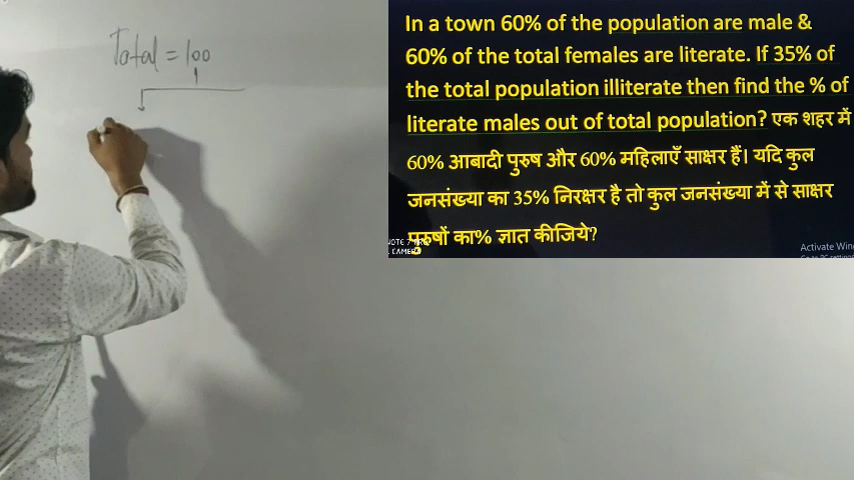 Total = 100
In a town 60% of the population are male &
60% of the total females are literate. If 35% of
the total population illiterate then find the % of
literate males out of total population? एक शहर में
60% आबादी पुरुष और 60% महिलाएँ साक्षर हैं। यदि कुल
जनसंख्या का 35% निरक्षर है तो कुल जनसंख्या में से साक्षर
पुरुषों का% ज्ञात कीजिये?
Activate Win